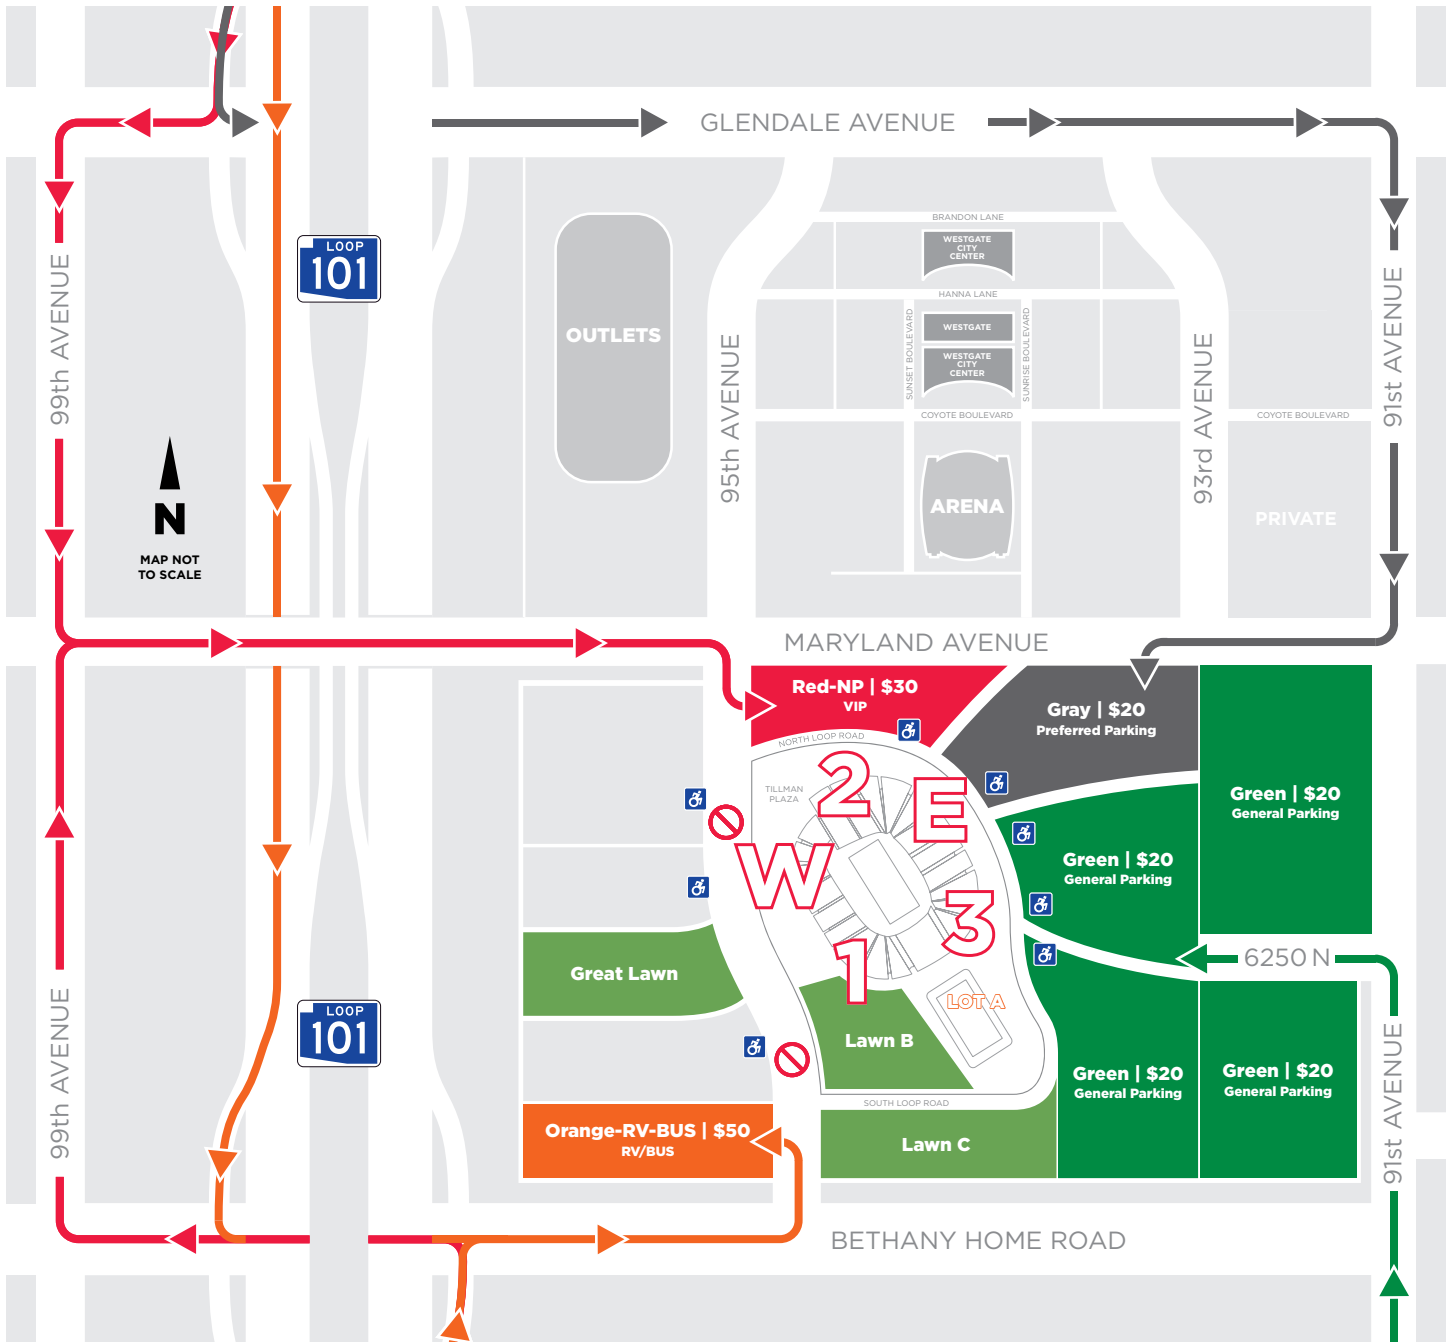 GLENDALE AVENUE
BRANDON LANE
WESTGATE
CITY
CENTER
LOOP
101
HANNA LANE
99th AVENUE
OUTLETS
95th AVENUE
SUNSET BOULEVARD
WESTGATE
WESTGATE
CITY
CENTER
SUNRISE BOULEVARD
93rd AVENUE
91st AVENUE
COYOTE BOULEVARD
COYOTE BOULEVARD
N
MAP NOT
TO SCALE
ARENA
PRIVATE
MARYLAND AVENUE
Red-NP | $30
VIP
Gray | $20
Preferred Parking
NORTH LOOP ROAD
2
E
TILLMAN
PLAZA
Green | $20
General Parking
W
Green | $20
General Parking
3
1
6250 N
Great Lawn
LOT A
99th AVENUE
LOOP
101
Lawn B
Green | $20
General Parking
Green | $20
General Parking
91st AVENUE
SOUTH LOOP ROAD
Orange-RV-BUS | $50
RV/BUS
Lawn C
BETHANY HOME ROAD